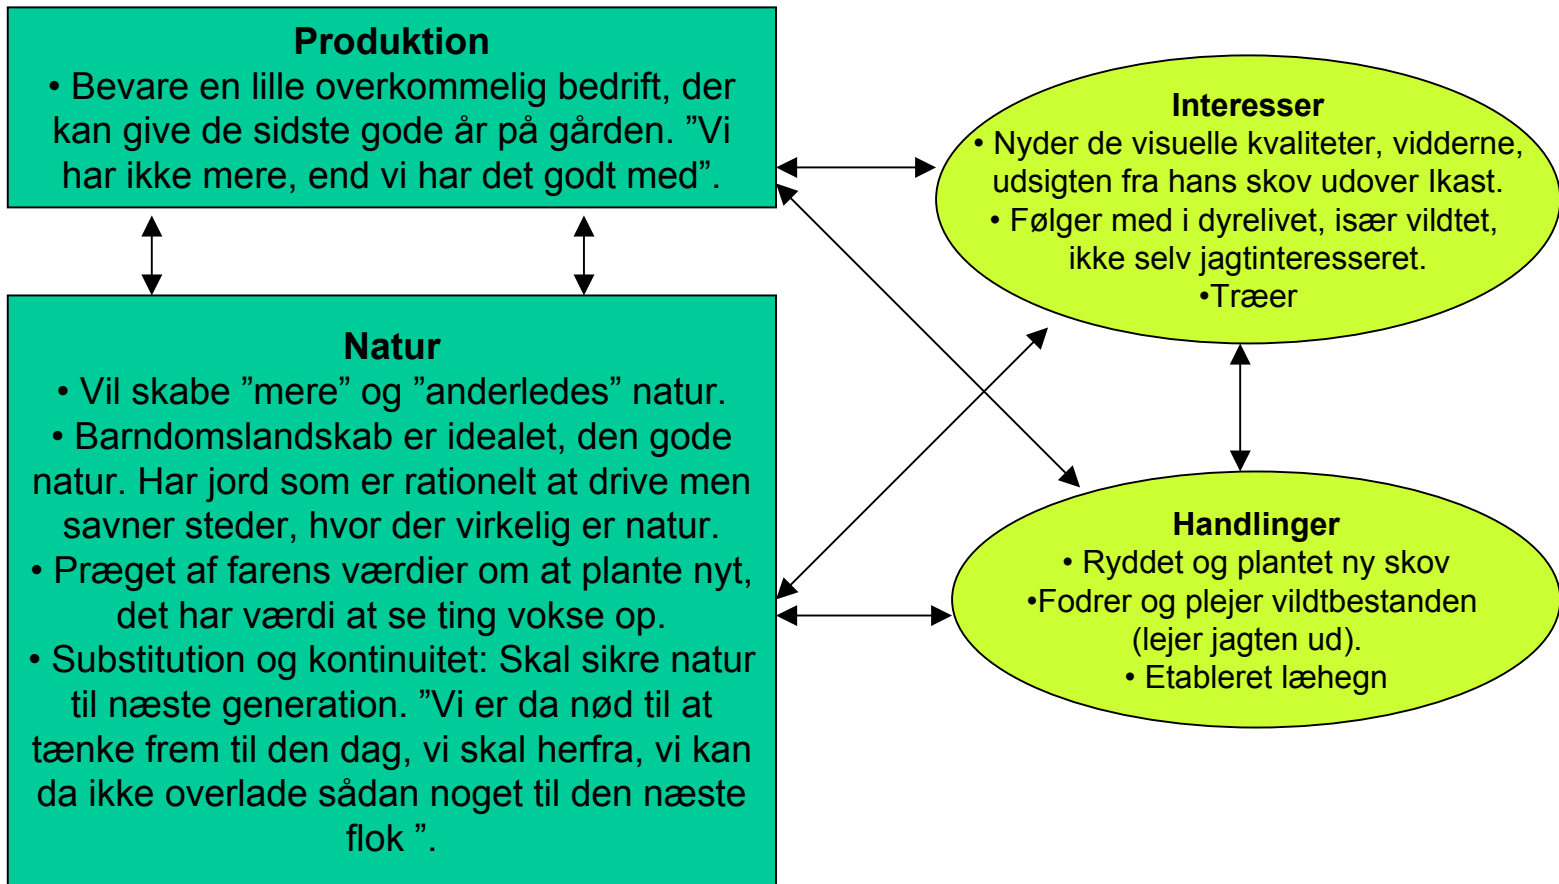 Produktion
• Bevare en lille overkommelig bedrift, der
kan give de sidste gode år på gården. ”Vi
har ikke mere, end vi har det godt med”.
Natur
• Vil skabe ”mere” og ”anderledes” natur.
• Barndomslandskab er idealet, den gode
natur. Har jord som er rationelt at drive men
savner steder, hvor der virkelig er natur.
• Præget af farens værdier om at plante nyt,
det har værdi at se ting vokse op.
• Substitution og kontinuitet: Skal sikre natur
til næste generation. ”Vi er da nød til at
tænke frem til den dag, vi skal herfra, vi kan
da ikke overlade sådan noget til den næste
flok ”.
Interesser
• Nyder de visuelle kvaliteter, vidderne,
udsigten fra hans skov udover Ikast.
• Følger med i dyrelivet, især vildtet,
ikke selv jagtinteresseret.
•Træer
Handlinger
• Ryddet og plantet ny skov
•Fodrer og plejer vildtbestanden
(lejer jagten ud).
• Etableret læhegn